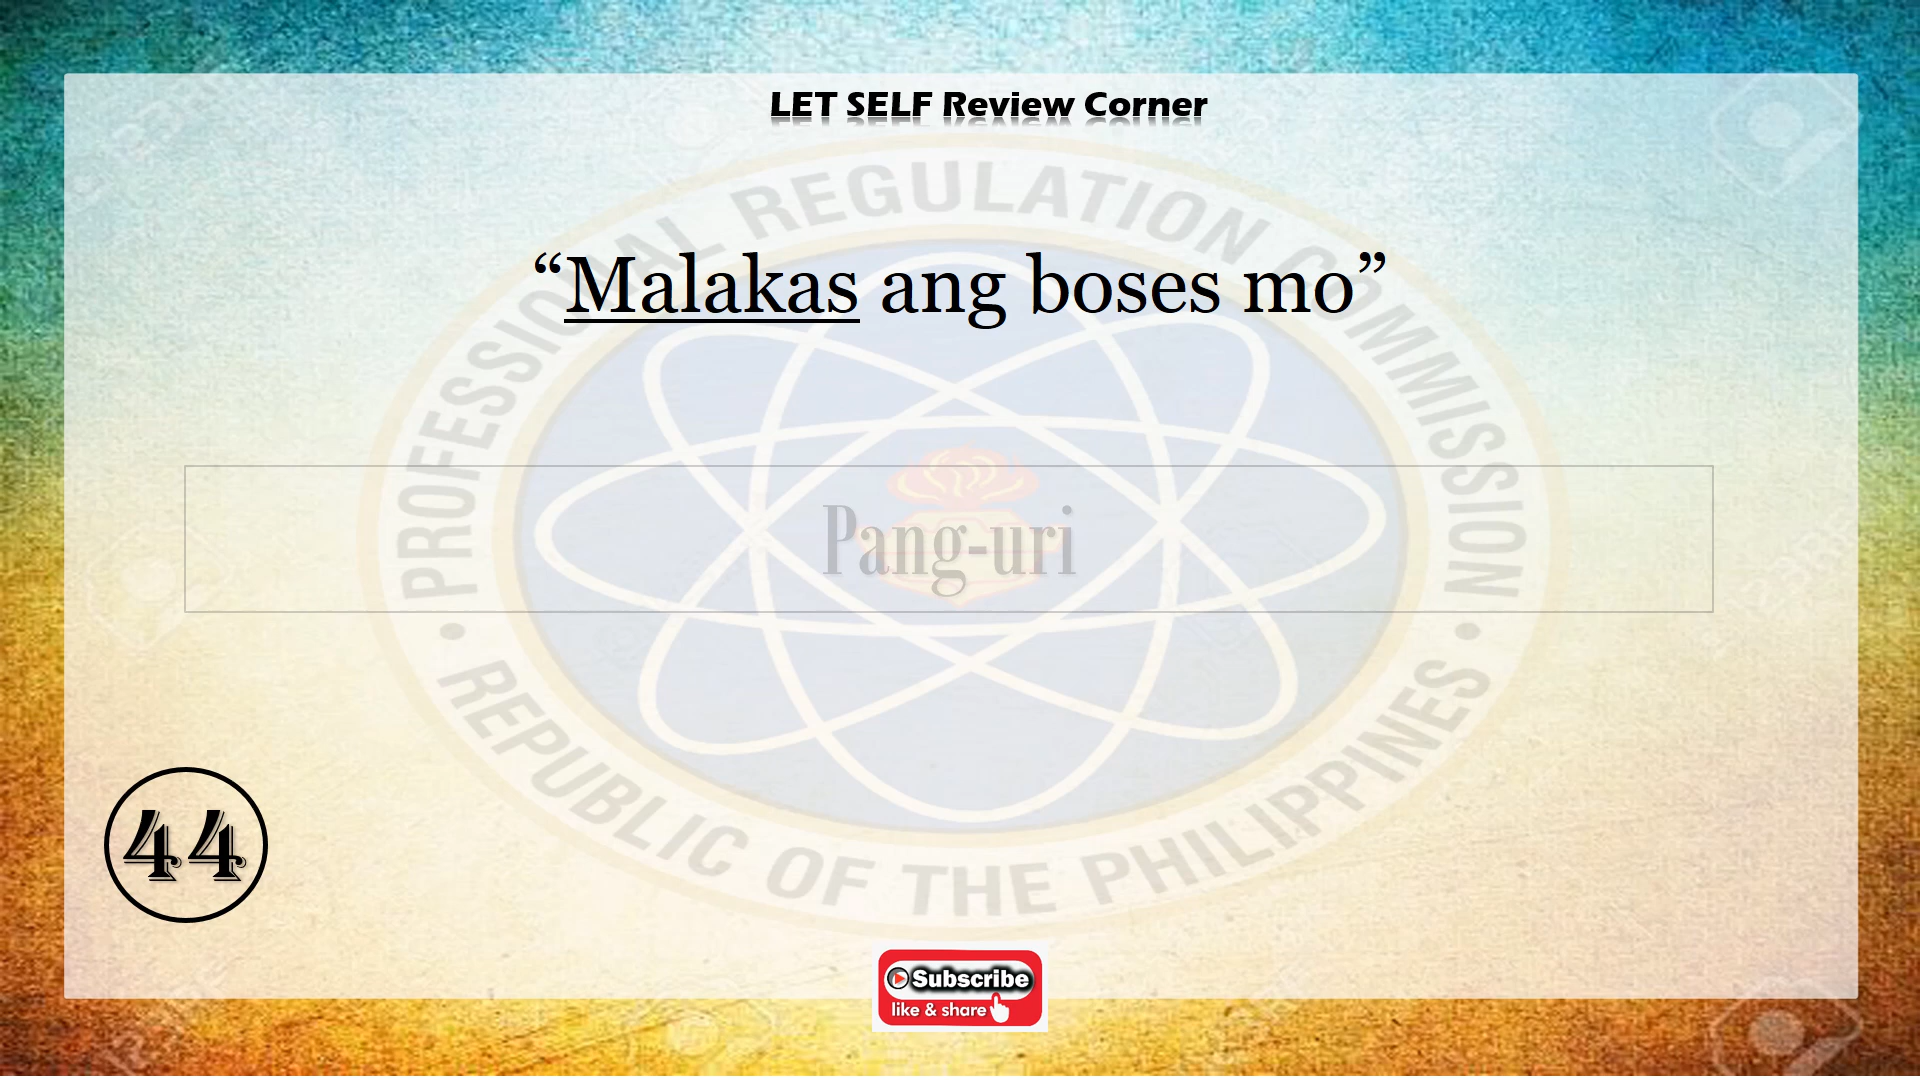 LET SELF Review Corner
PROFESSIONAL REGULATION COMMISSION
“Malakas ang boses mo”
Pang-uri
• REPUBLIC OF THE PHILIPPINES •
44
Subscribe
like & share